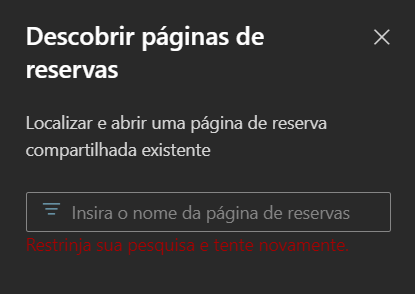 Descobrir páginas de
reservas
Localizar e abrir uma página de reserva
compartilhada existente
Insira o nome da página de reservas
Restrinja sua pesquisa e tente novamente.